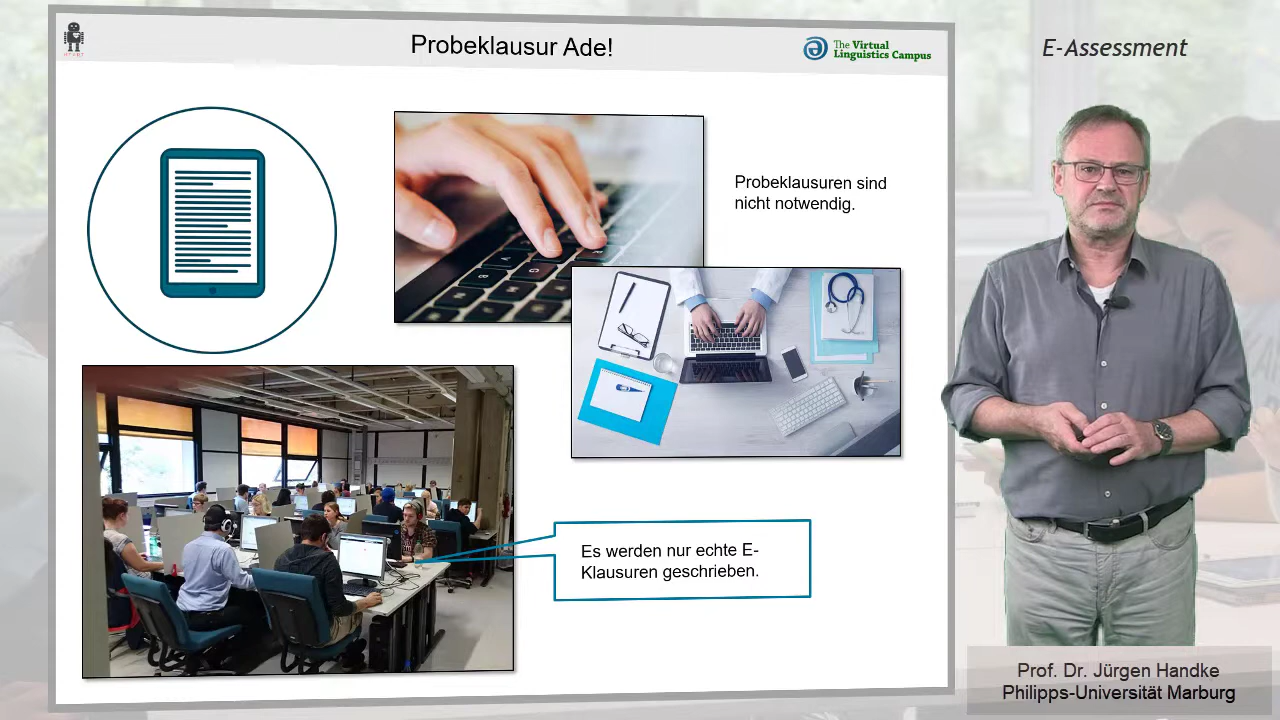 Probeklausur Ade!
The Virtual
Linguistics Campus
E-Assessment
Probeklausuren sind
nicht notwendig.
Es werden nur echte E-
Klausuren geschrieben.
Prof. Dr. Jürgen Handke
Philipps-Universität Marburg